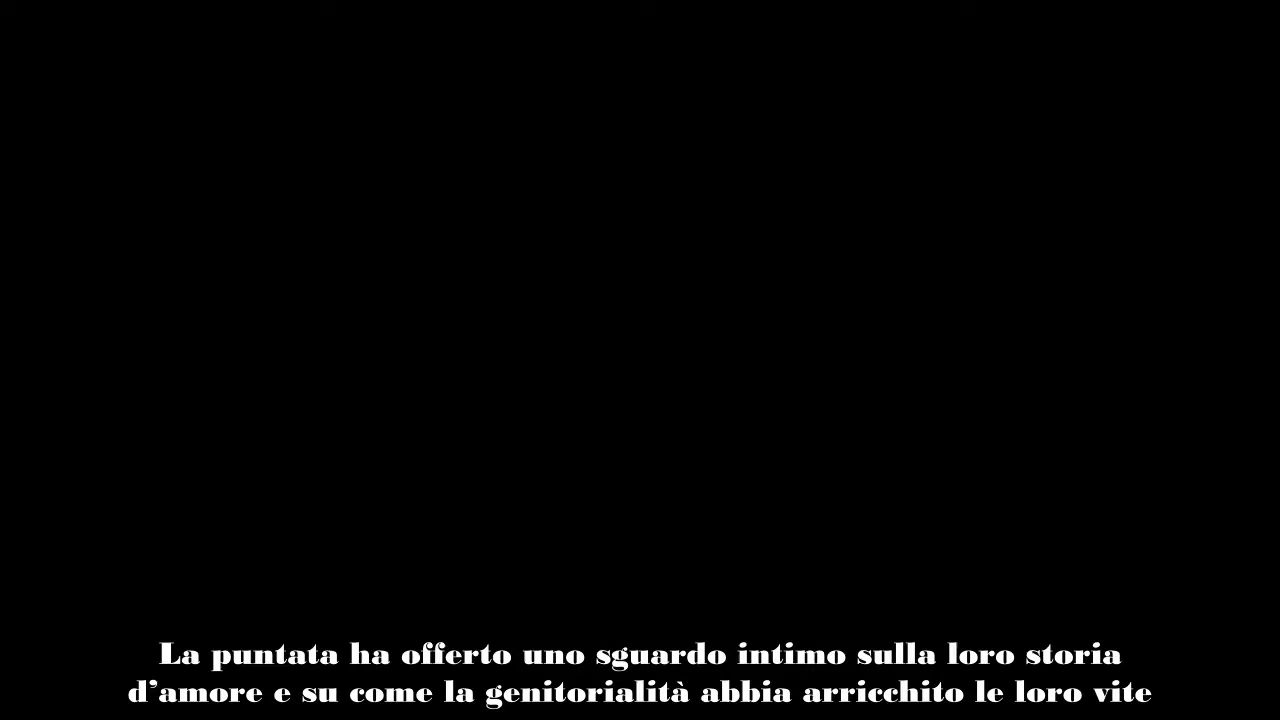 La puntata ha offerto uno sguardo intimo sulla loro storia
d’amore e su come la genitorialità abbia arricchito le loro vite